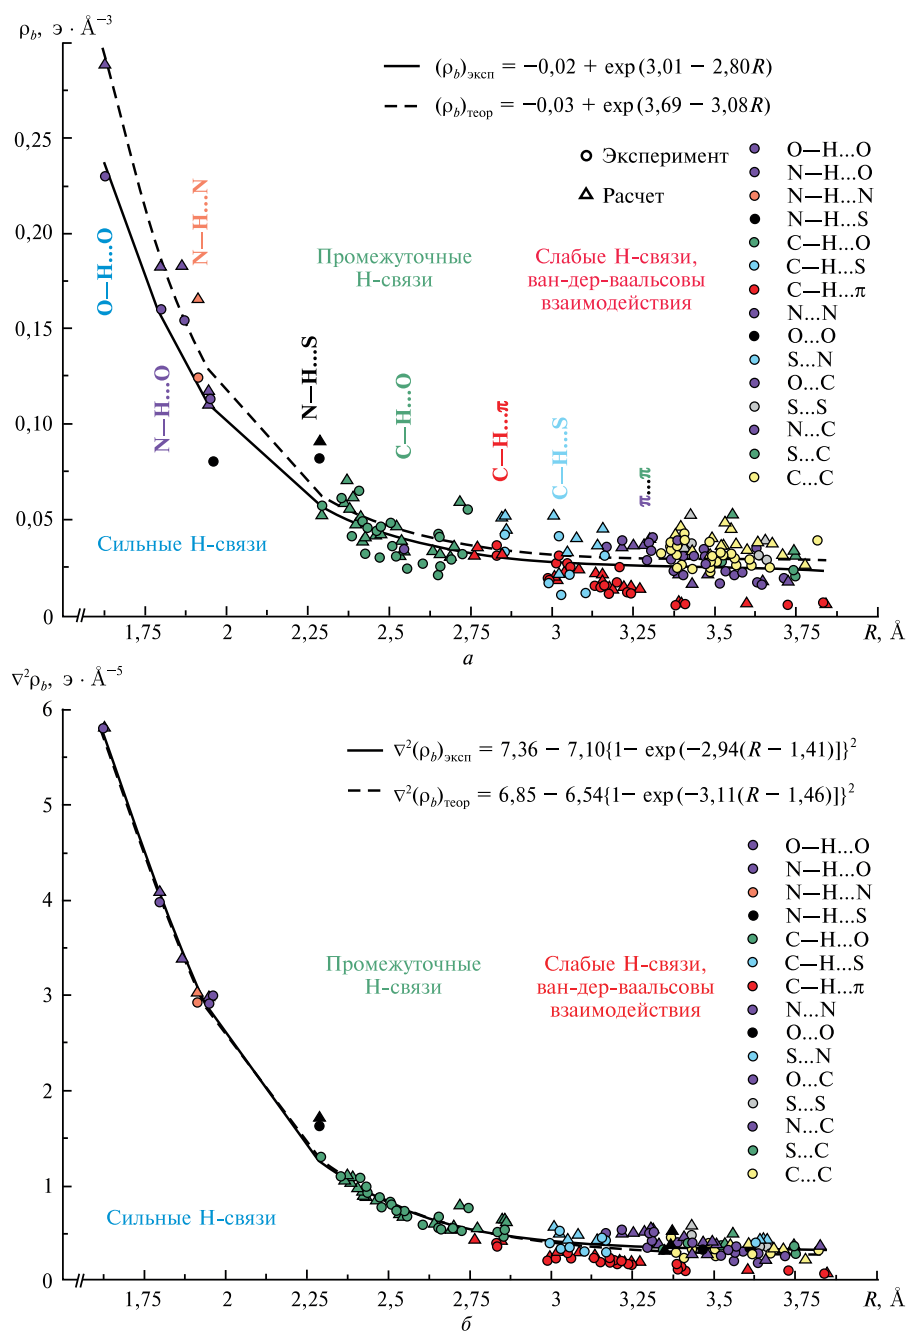 ρb, э · Å−3
(ρb)эксп = −0,02 + exp(3,01 − 2,80R)
(ρb)теор = −0,03 + exp(3,69 − 3,08R)
Эксперимент
Расчет
O—H...O
N—H...O
N—H...N
N—H...S
C—H...O
C—H...S
C—H...π
N...N
O...O
S...N
O...C
S...S
N...C
S...C
C...C
0,25
0,20
0,15
0,10
0,05
0
O—H...O
N—H...N
N—H...O
N—H...S
C—H...O
C—H...π
C—H...S
π...π
Промежуточные
Н-связи
Слабые Н-связи,
ван-дер-ваальсовы
взаимодействия
Сильные Н-связи
1,75 2 2,25 2,5 2,75 3 3,25 3,5 3,75 R, Å
а
∇2ρb, э · Å−5
∇2(ρb)эксп = 7,36 − 7,10{1− exp(−2,94(R − 1,41)]}2
∇2(ρb)теор = 6,85 − 6,54{1− exp(−3,11(R − 1,46)]}2
O—H...O
N—H...O
N—H...N
N—H...S
C—H...O
C—H...S
C—H...π
N...N
O...O
S...N
O...C
S...S
N...C
S...C
C...C
6
5
4
3
2
1
0
Промежуточные
Н-связи
Слабые Н-связи,
ван-дер-ваальсовы
взаимодействия
Сильные Н-связи
1,75 2 2,25 2,5 2,75 3 3,25 3,5 3,75 R, Å
б